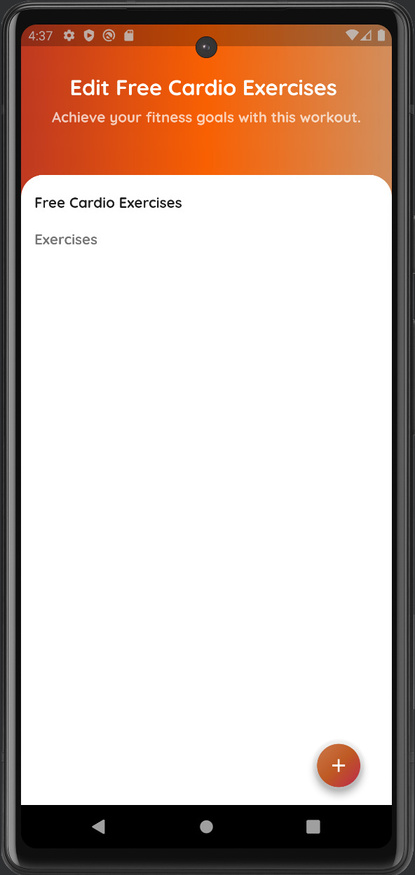 4:37
Edit Free Cardio Exercises
Achieve your fitness goals with this workout.
Free Cardio Exercises
Exercises
+